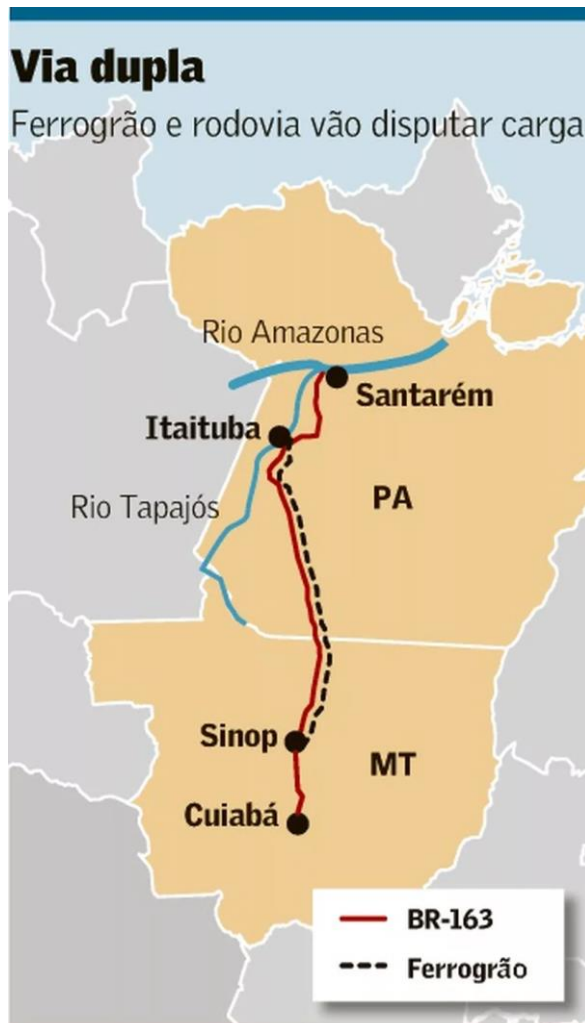 Via dupla
Ferrogrão e rodovia vão disputar carga
Rio Amazonas
Santarém
Itaituba
Rio Tapajós
PA
Sinop
MT
Cuiabá
BR-163
Ferrogrão